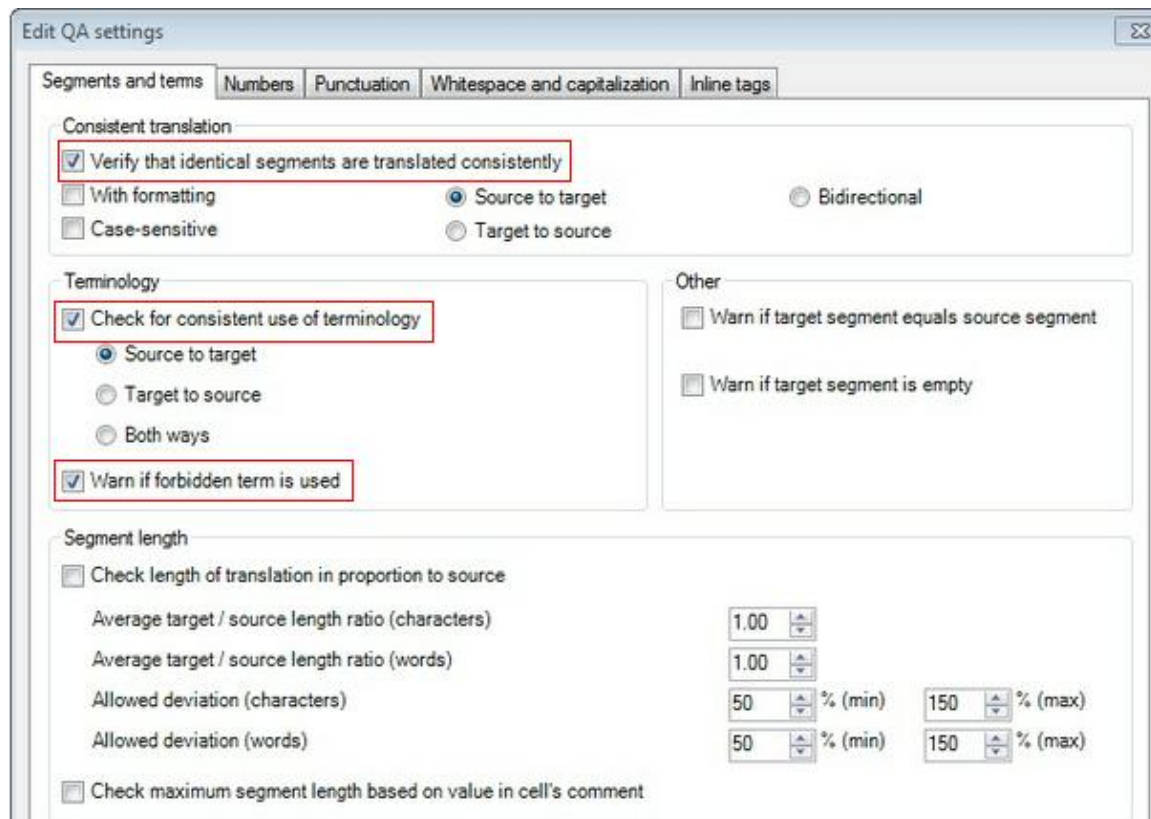 Edit QA settings
Segments and terms Numbers Punctuation Whitespace and capitalization Inline tags
Consistent translation
Verify that identical segments are translated consistently
With formatting Source to target Bidirectional
Case-sensitive Target to source
Terminology Other
Check for consistent use of terminology Warn if target segment equals source segment
Source to target
Target to source Warn if target segment is empty
Both ways
Warn if forbidden term is used
Segment length
Check length of translation in proportion to source
Average target / source length ratio (characters) 1.00
Average target / source length ratio (words) 1.00
Allowed deviation (characters) 50 % (min) 150 % (max)
Allowed deviation (words) 50 % (min) 150 % (max)
Check maximum segment length based on value in cell's comment